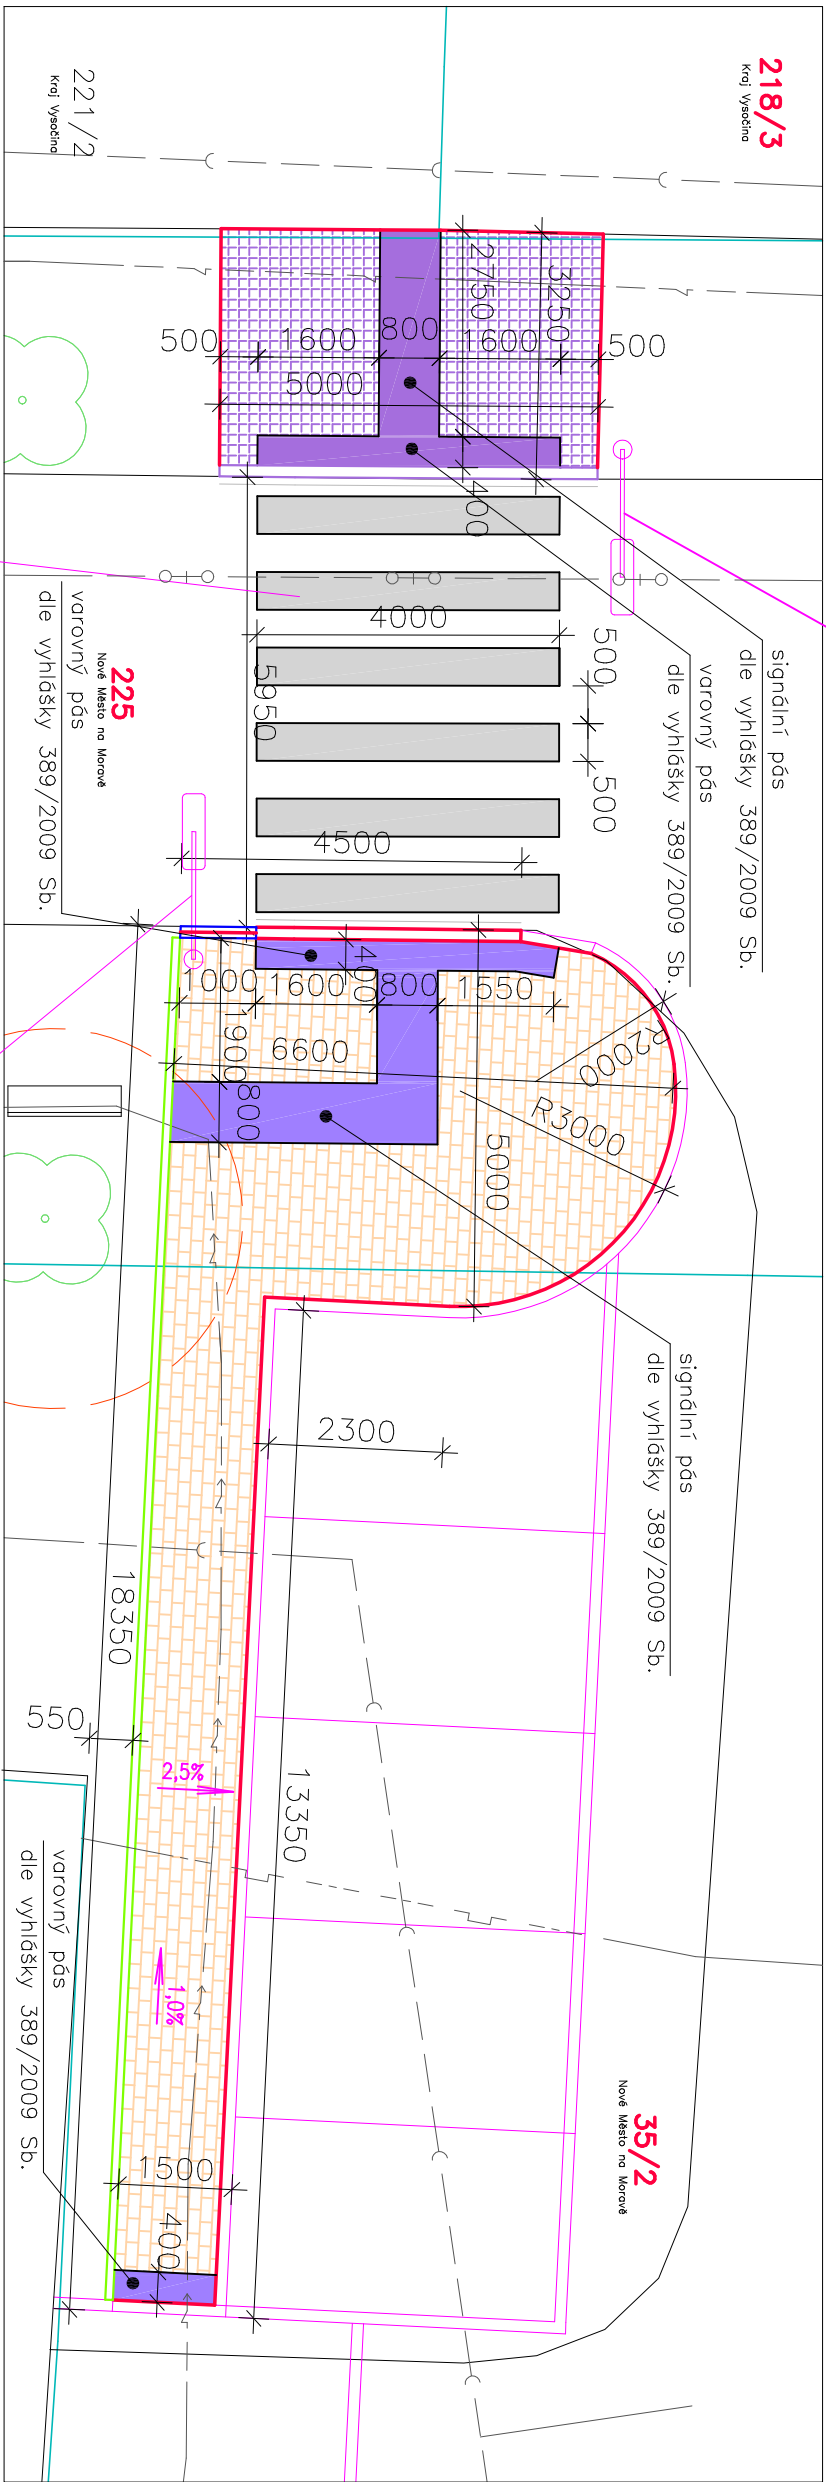 218/3
Kraj Vysočina
221/2
Kraj Vysočina
2750
3250
500
1600
800
1600
500
5000
400
signální pás
dle vyhlášky 389/2009 Sb.
varovný pás
dle vyhlášky 389/2009 Sb.
4000
500
500
5950
225
Nové Město na Moravě
varovný pás
dle vyhlášky 389/2009 Sb.
4500
400
1000
1600
800
1550
1900
6600
800
R2000
R3000
5000
signální pás
dle vyhlášky 389/2009 Sb.
2300
18350
550
13350
2,5%
1,0%
varovný pás
dle vyhlášky 389/2009 Sb.
35/2
Nové Město na Moravě
1500
400